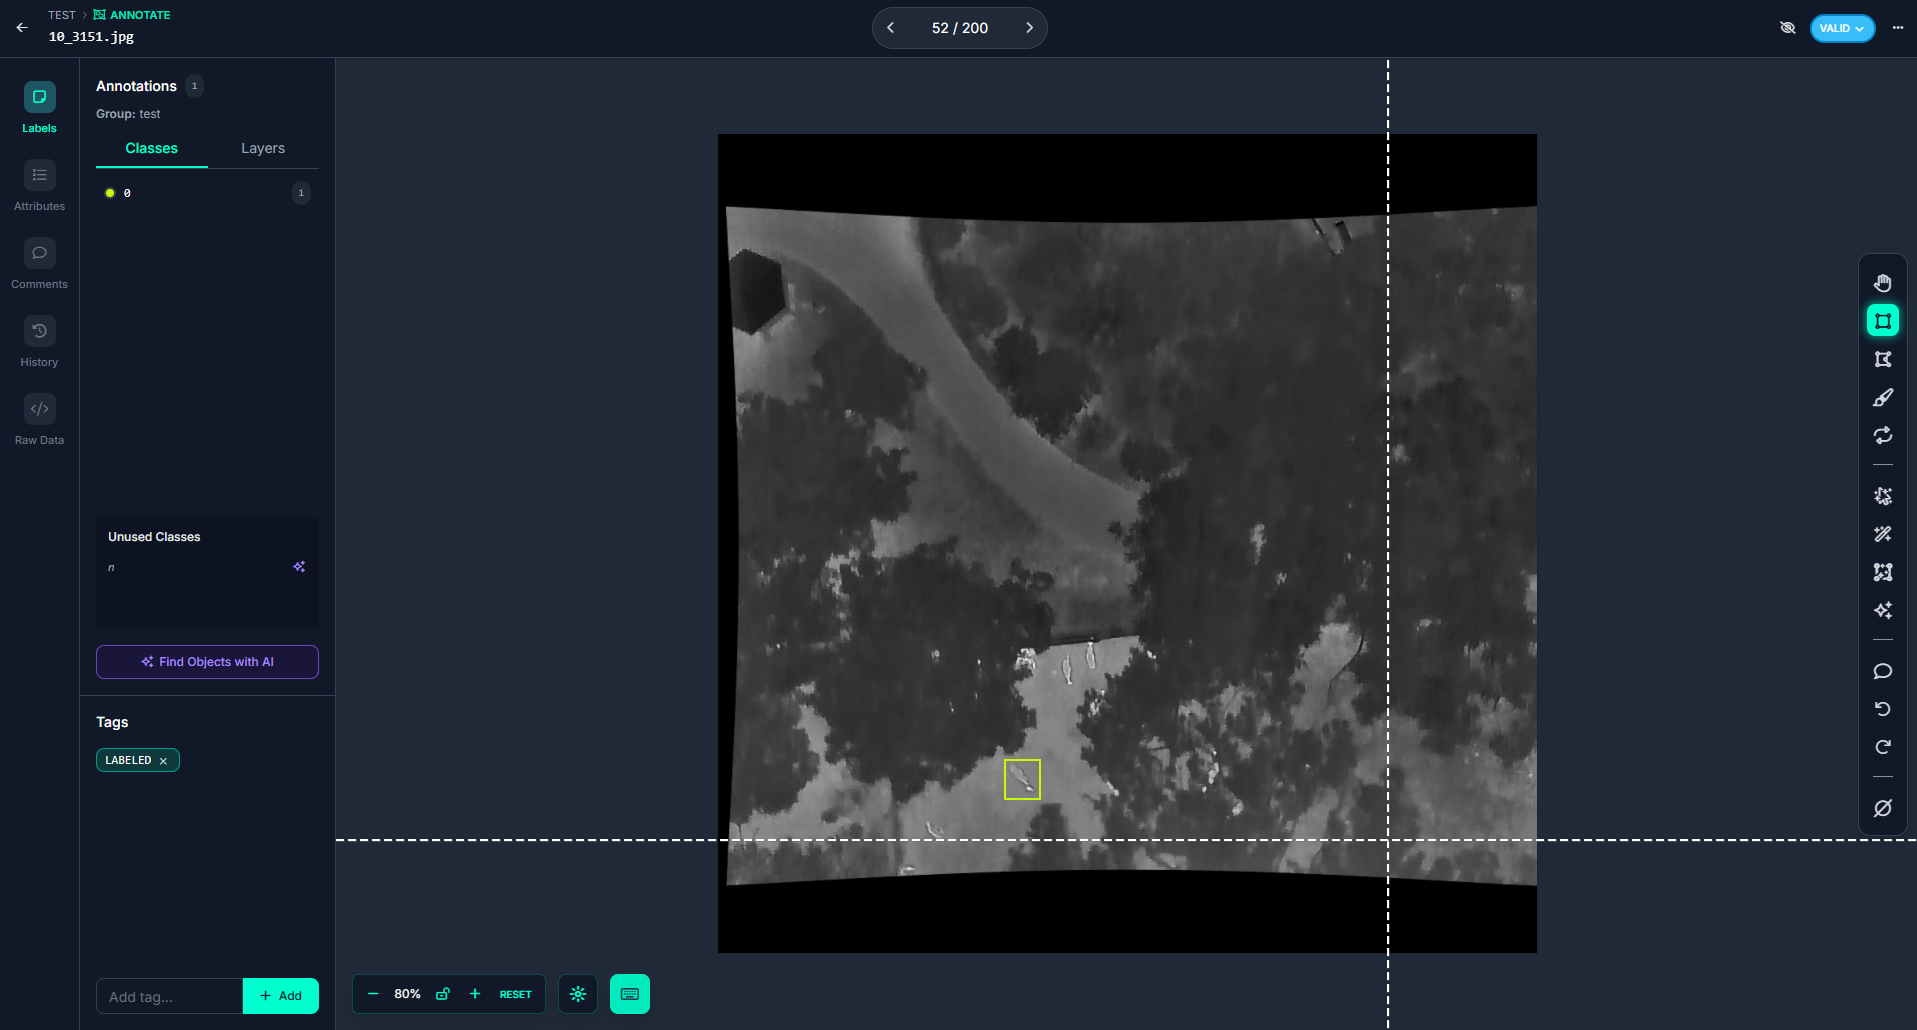 TEST > ANNOTATE
10_3151.jpg
52 / 200
VALID
Labels
Attributes
Comments
History
Raw Data
Annotations 1
Group: test
Classes Layers
0 1
Unused Classes
n
Find Objects with AI
Tags
LABELED ×
Add tag...
+ Add
− 80% + RESET